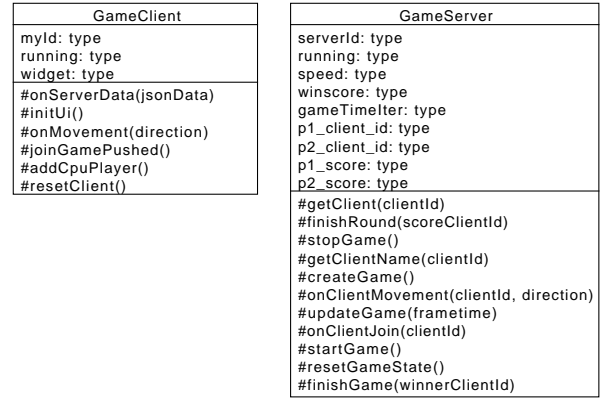 GameClient
myId: type
running: type
widget: type
#onServerData(jsonData)
#initUi()
#onMovement(direction)
#joinGamePushed()
#addCpuPlayer()
#resetClient()
GameServer
serverId: type
running: type
speed: type
winscore: type
gameTimeIter: type
p1_client_id: type
p2_client_id: type
p1_score: type
p2_score: type
#getClient(clientId)
#finishRound(scoreClientId)
#stopGame()
#getClientName(clientId)
#createGame()
#onClientMovement(clientId, direction)
#updateGame(frametime)
#onClientJoin(clientId)
#startGame()
#resetGameState()
#finishGame(winnerClientId)